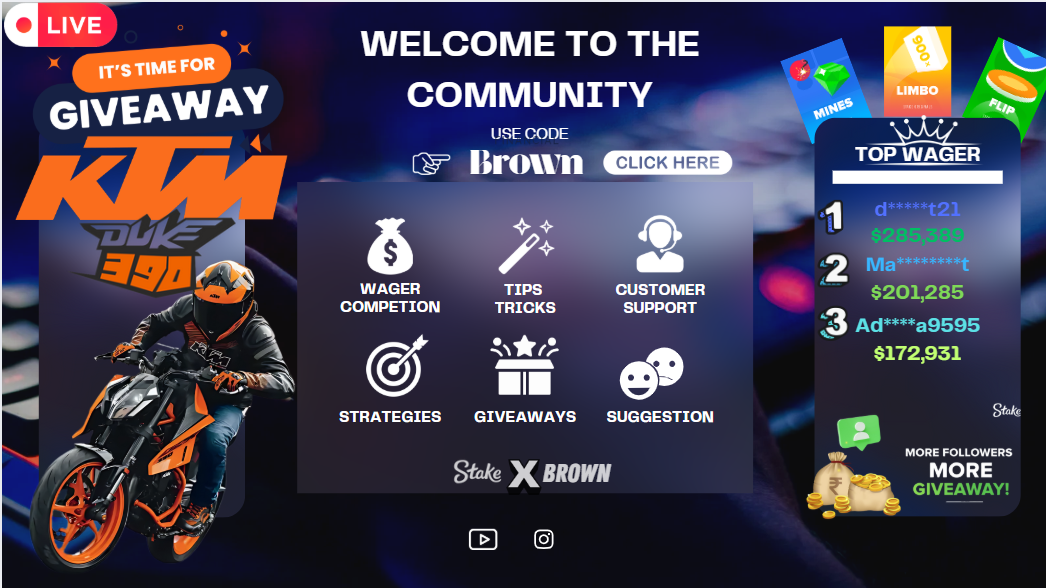 LIVE
IT'S TIME FOR
GIVEAWAY
KTM
DUKE
390
KTM
WELCOME TO THE
COMMUNITY
USE CODE
Brown
CLICK HERE
WAGER
COMPETION
TIPS
TRICKS
CUSTOMER
SUPPORT
STRATEGIES
GIVEAWAYS
SUGGESTION
Stake X BROWN
MINES
900×
LIMBO
FLIP
TOP WAGER
1 d*****t21
$285,389
2 Ma********t
$201,285
3 Ad****a9595
$172,931
Stake
MORE FOLLOWERS
MORE
GIVEAWAY!
₹